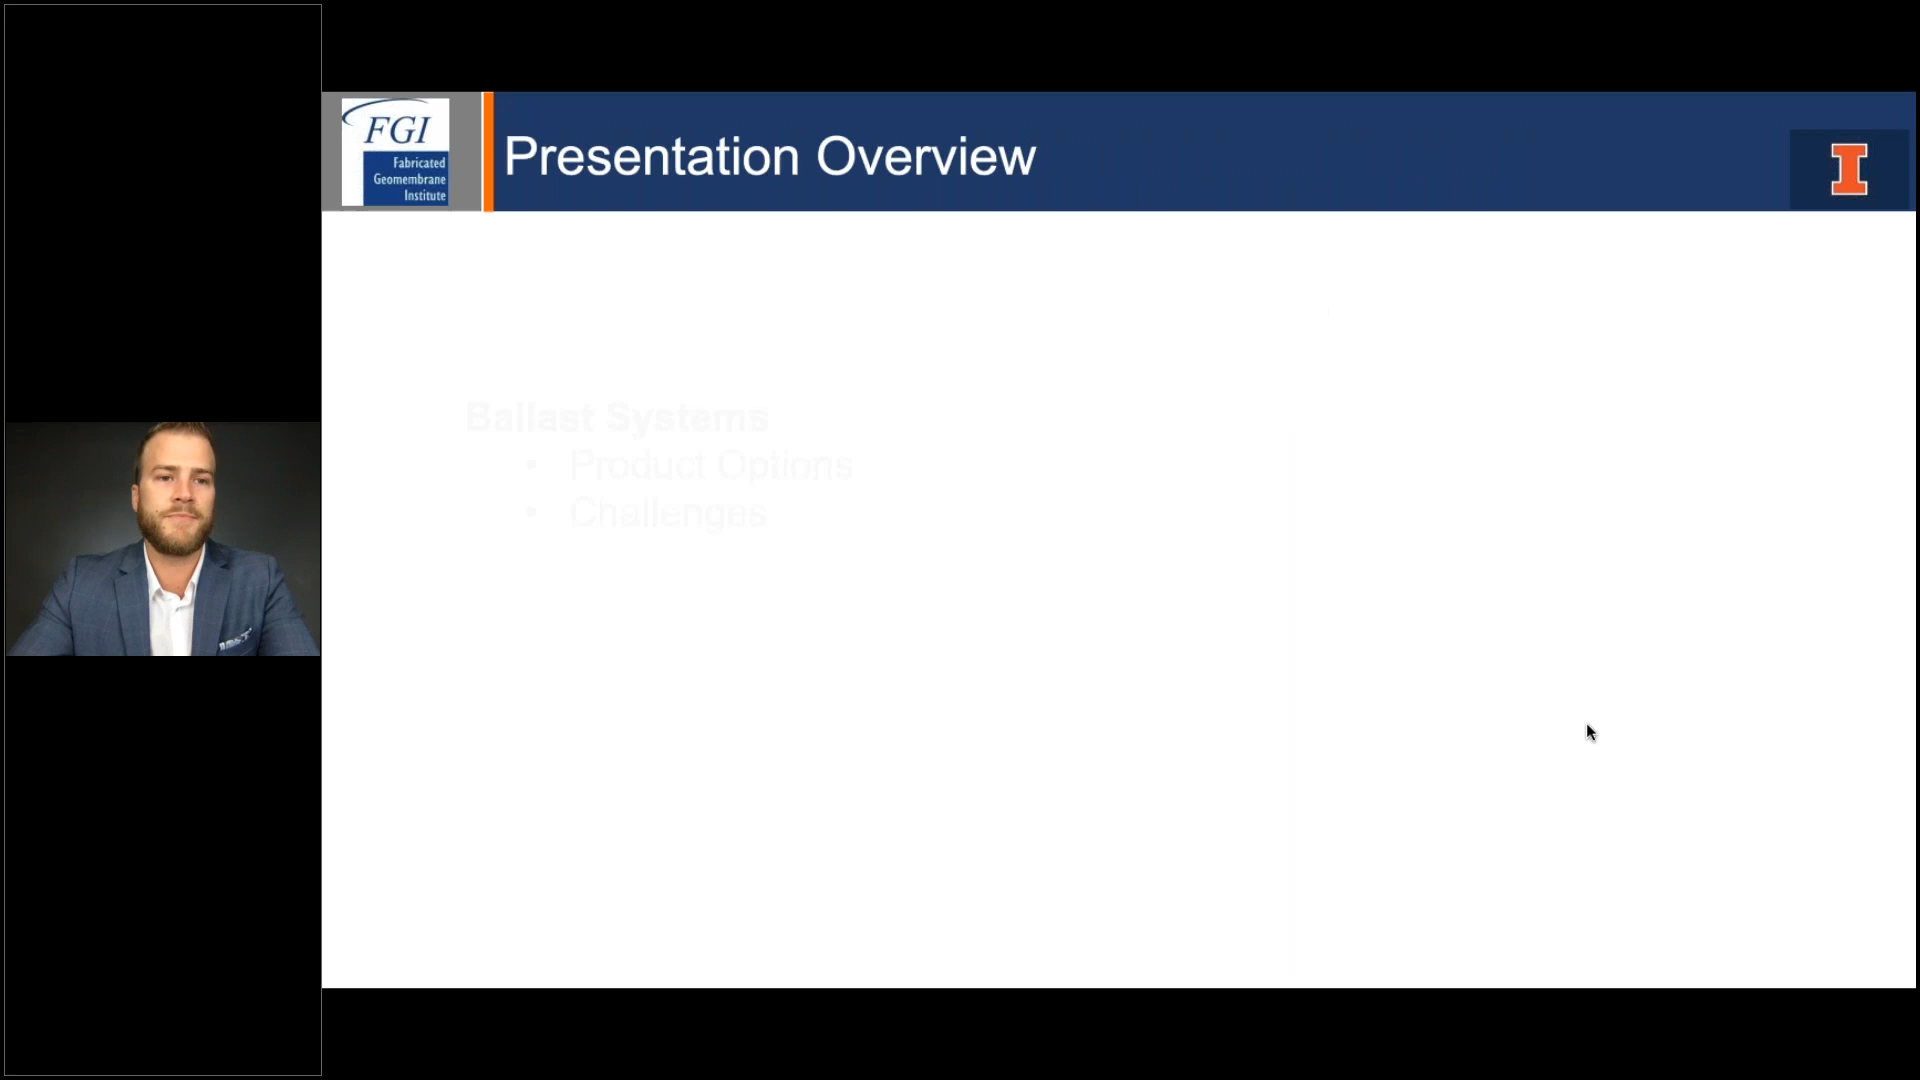 FGI
Fabricated
Geomembrane
Institute
Presentation Overview
I
Ballast Systems
• Product Options
• Challenges